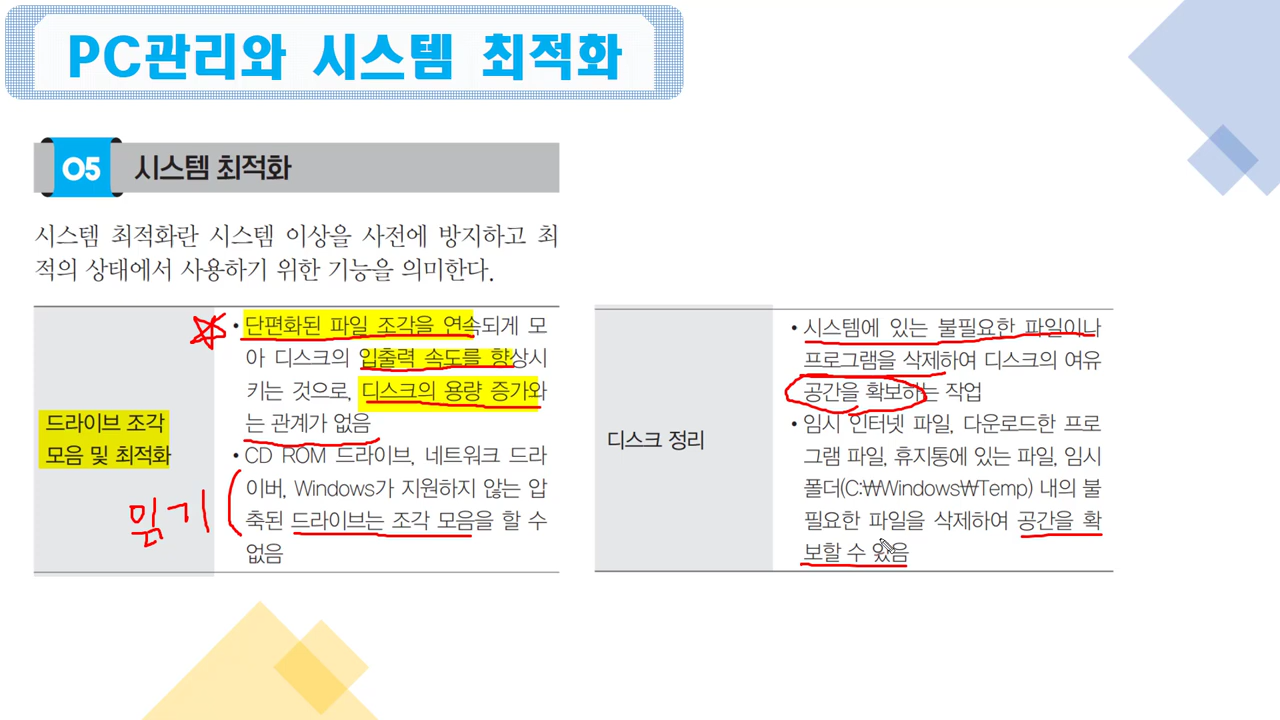 PC관리와 시스템 최적화
05 시스템 최적화
시스템 최적화란 시스템 이상을 사전에 방지하고 최
적의 상태에서 사용하기 위한 기능을 의미한다.
드라이브 조각
모음 및 최적화
• 단편화된 파일 조각을 연속되게 모
아 디스크의 입출력 속도를 향상시
키는 것으로, 디스크의 용량 증가와
는 관계가 없음
• CD ROM 드라이브, 네트워크 드라
이버, Windows가 지원하지 않는 압
축된 드라이브는 조각 모음을 할 수
없음
읽기
디스크 정리
• 시스템에 있는 불필요한 파일이나
프로그램을 삭제하여 디스크의 여유
공간을 확보하는 작업
• 임시 인터넷 파일, 다운로드한 프로
그램 파일, 휴지통에 있는 파일, 임시
폴더(C:₩Windows₩Temp) 내의 불
필요한 파일을 삭제하여 공간을 확
보할 수 있음